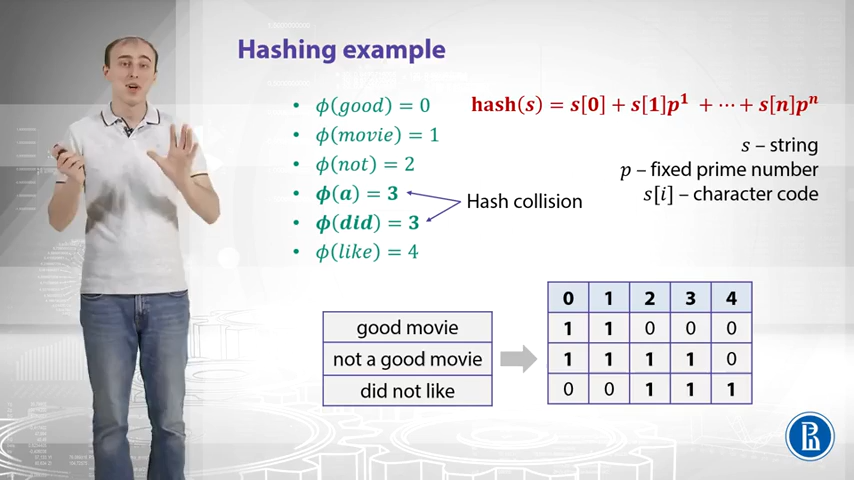 Hashing example
• ϕ(good) = 0
• ϕ(movie) = 1
• ϕ(not) = 2
• ϕ(a) = 3
• ϕ(did) = 3
• ϕ(like) = 4
Hash collision
hash(s) = s[0] + s[1]p¹ + ⋯ + s[n]pⁿ
s – string
p – fixed prime number
s[i] – character code
good movie
not a good movie
did not like
0 1 2 3 4
1 1 0 0 0
1 1 1 1 0
0 0 1 1 1